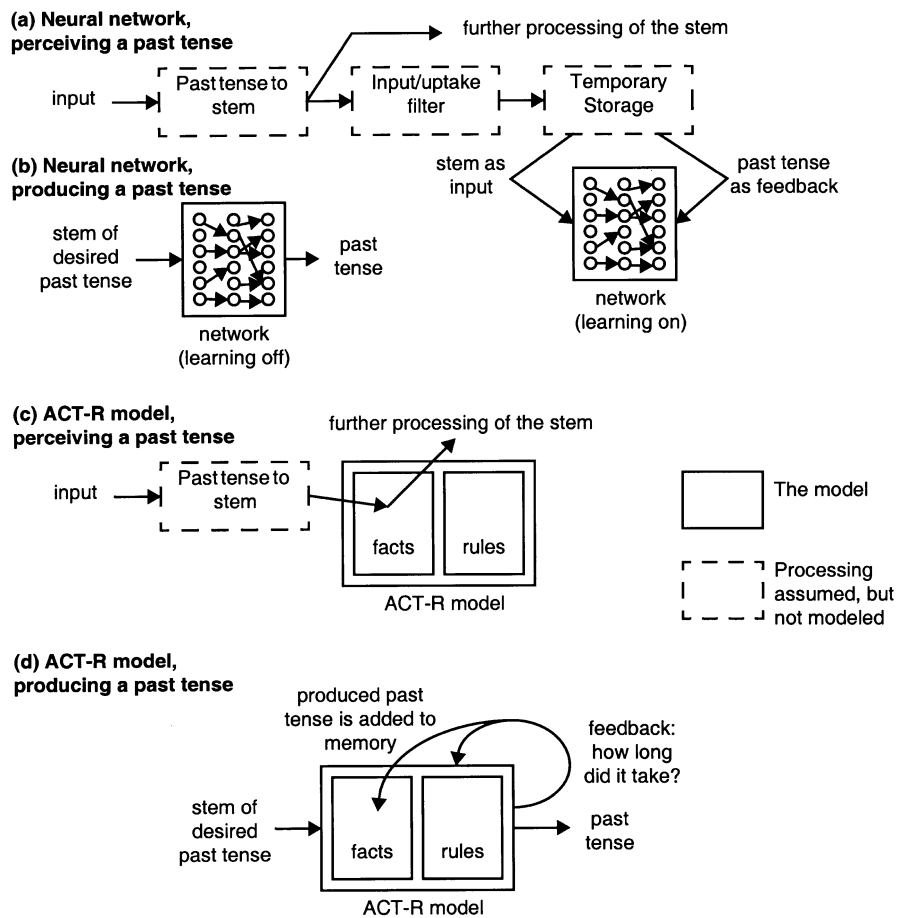 (a) Neural network,
perceiving a past tense
further processing of the stem
input
Past tense to
stem
Input/uptake
filter
Temporary
Storage
stem as
input
past tense
as feedback
network
(learning on)
(b) Neural network,
producing a past tense
stem of
desired
past tense
past
tense
network
(learning off)
(c) ACT-R model,
perceiving a past tense
further processing of the stem
input
Past tense to
stem
facts
rules
ACT-R model
The model
Processing
assumed, but
not modeled
(d) ACT-R model,
producing a past tense
produced past
tense is added to
memory
feedback:
how long
did it take?
stem of
desired
past tense
facts
rules
past
tense
ACT-R model